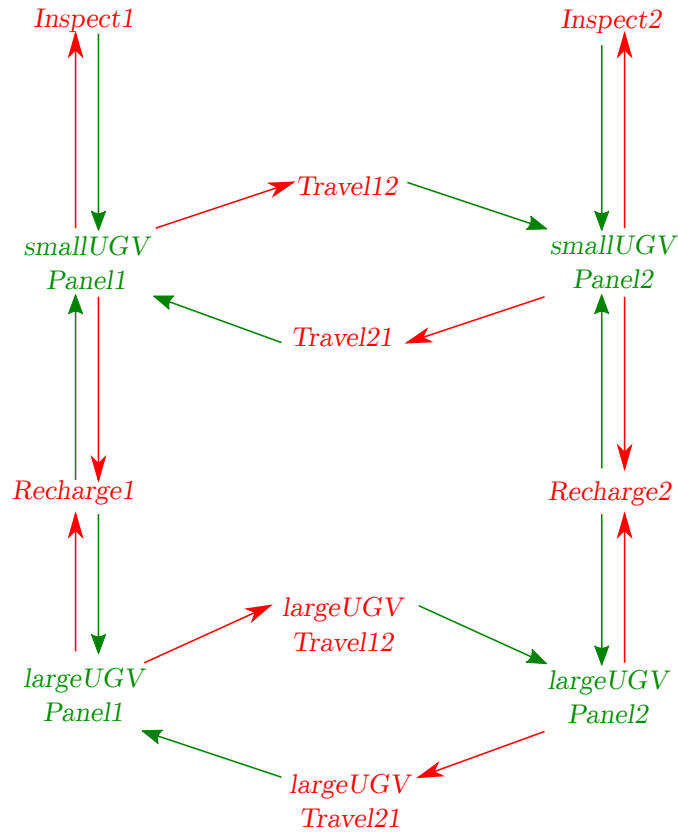 Inspect1
Inspect2
Travel12
smallUGV
Panel1
smallUGV
Panel2
Travel21
Recharge1
Recharge2
largeUGV
Travel12
largeUGV
Panel1
largeUGV
Panel2
largeUGV
Travel21